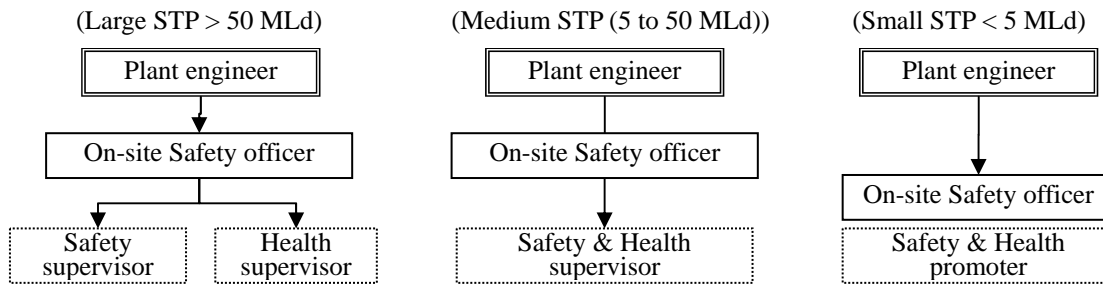 (Large STP > 50 MLd)
Plant engineer
On-site Safety officer
Safety
supervisor
Health
supervisor
(Medium STP (5 to 50 MLd))
Plant engineer
On-site Safety officer
Safety & Health
supervisor
(Small STP < 5 MLd)
Plant engineer
On-site Safety officer
Safety & Health
promoter